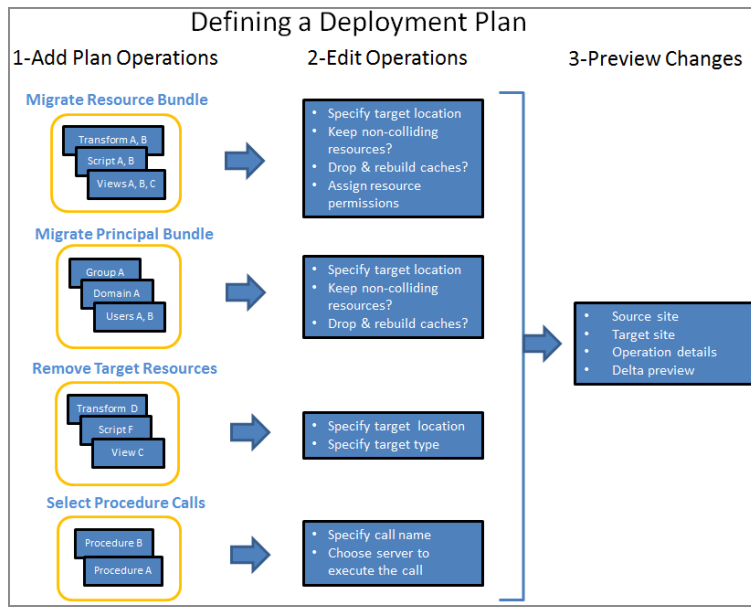 Defining a Deployment Plan
1-Add Plan Operations
2-Edit Operations
3-Preview Changes
Migrate Resource Bundle
Transform A, B
Script A, B
Views A, B, C
• Specify target location
• Keep non-colliding
resources?
• Drop & rebuild caches?
• Assign resource
permissions
Migrate Principal Bundle
Group A
Domain A
Users A, B
• Specify target location
• Keep non-colliding
resources?
• Drop & rebuild caches?
Remove Target Resources
Transform D
Script F
View C
• Specify target location
• Specify target type
Select Procedure Calls
Procedure B
Procedure A
• Specify call name
• Choose server to
execute the call
• Source site
• Target site
• Operation details
• Delta preview